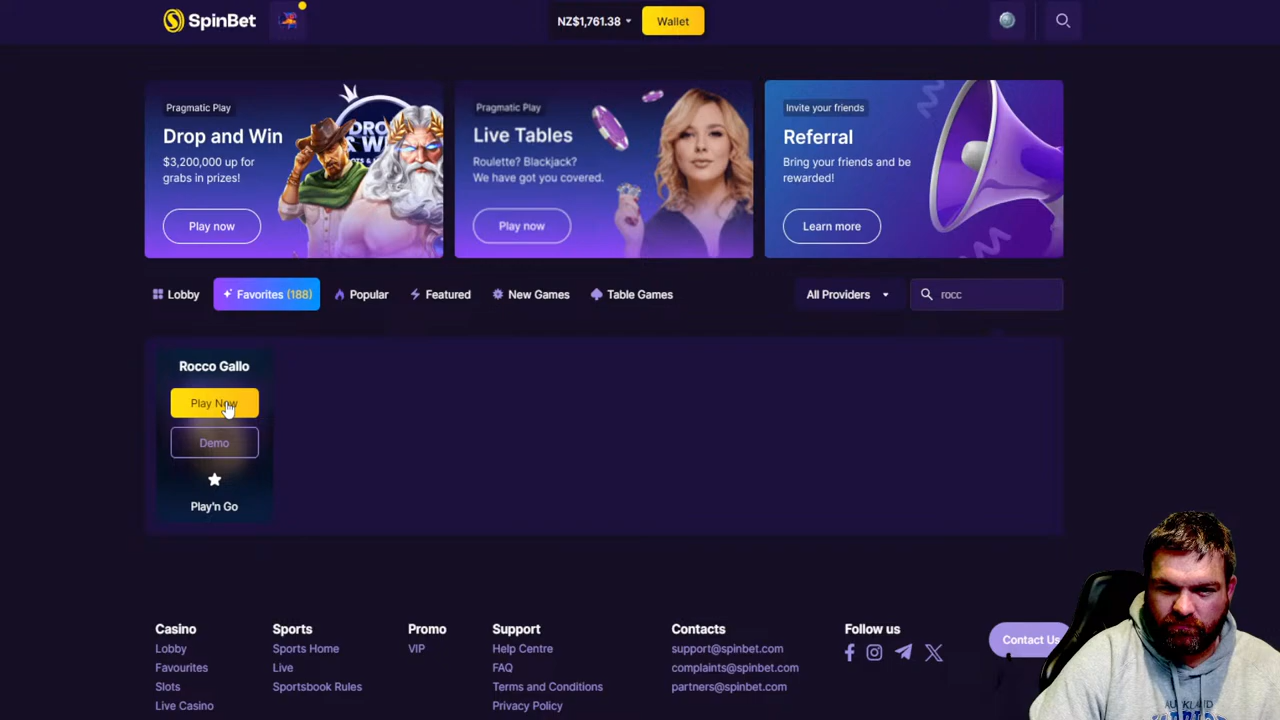 SpinBet
NZ$1,761.38
Wallet
Pragmatic Play
Drop and Win
$3,200,000 up for
grabs in prizes!
Play now
Pragmatic Play
Live Tables
Roulette? Blackjack?
We have got you covered.
Play now
Invite your friends
Referral
Bring your friends and be
rewarded!
Learn more
Lobby
Favorites (188)
Popular
Featured
New Games
Table Games
All Providers
rocc
Rocco Gallo
Play Now
Demo
Play'n Go
Casino
Lobby
Favourites
Slots
Live Casino
Sports
Sports Home
Live
Sportsbook Rules
Promo
VIP
Support
Help Centre
FAQ
Terms and Conditions
Privacy Policy
Contacts
support@spinbet.com
complaints@spinbet.com
partners@spinbet.com
Follow us
Contact Us
AUCKLAND